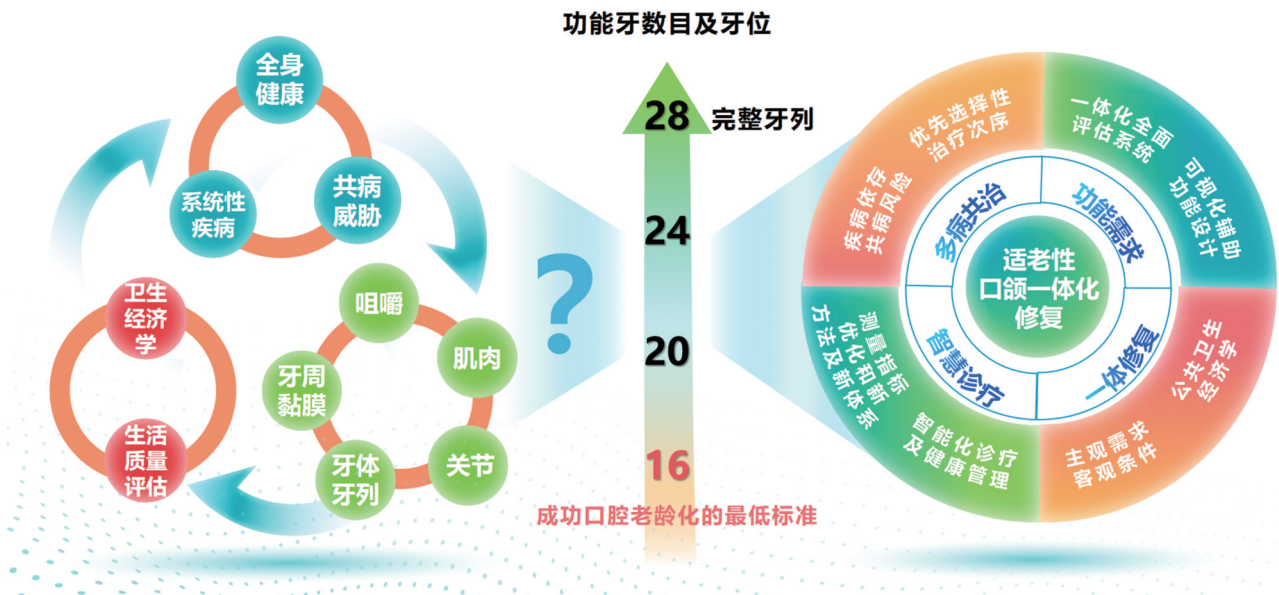 功能牙数目及牙位
全身
健康
系统性
疾病
共病
威胁
卫生
经济
学
生活
质量
评估
咀嚼
肌肉
关节
牙体
牙列
牙周
黏膜
?
28
完整牙列
24
20
16
成功口腔老龄化的最低标准
优先选择性
治疗次序
疾病依存
共病风险
一体化全面
评估系统
可视化辅助
功能设计
多病共治
功能需求
适老性
口颌一体化
修复
智慧诊疗
一体修复
测量指标
优化和新
方法及新体系
智能化诊疗
及健康管理
公共卫生
经济学
主观需求
客观条件